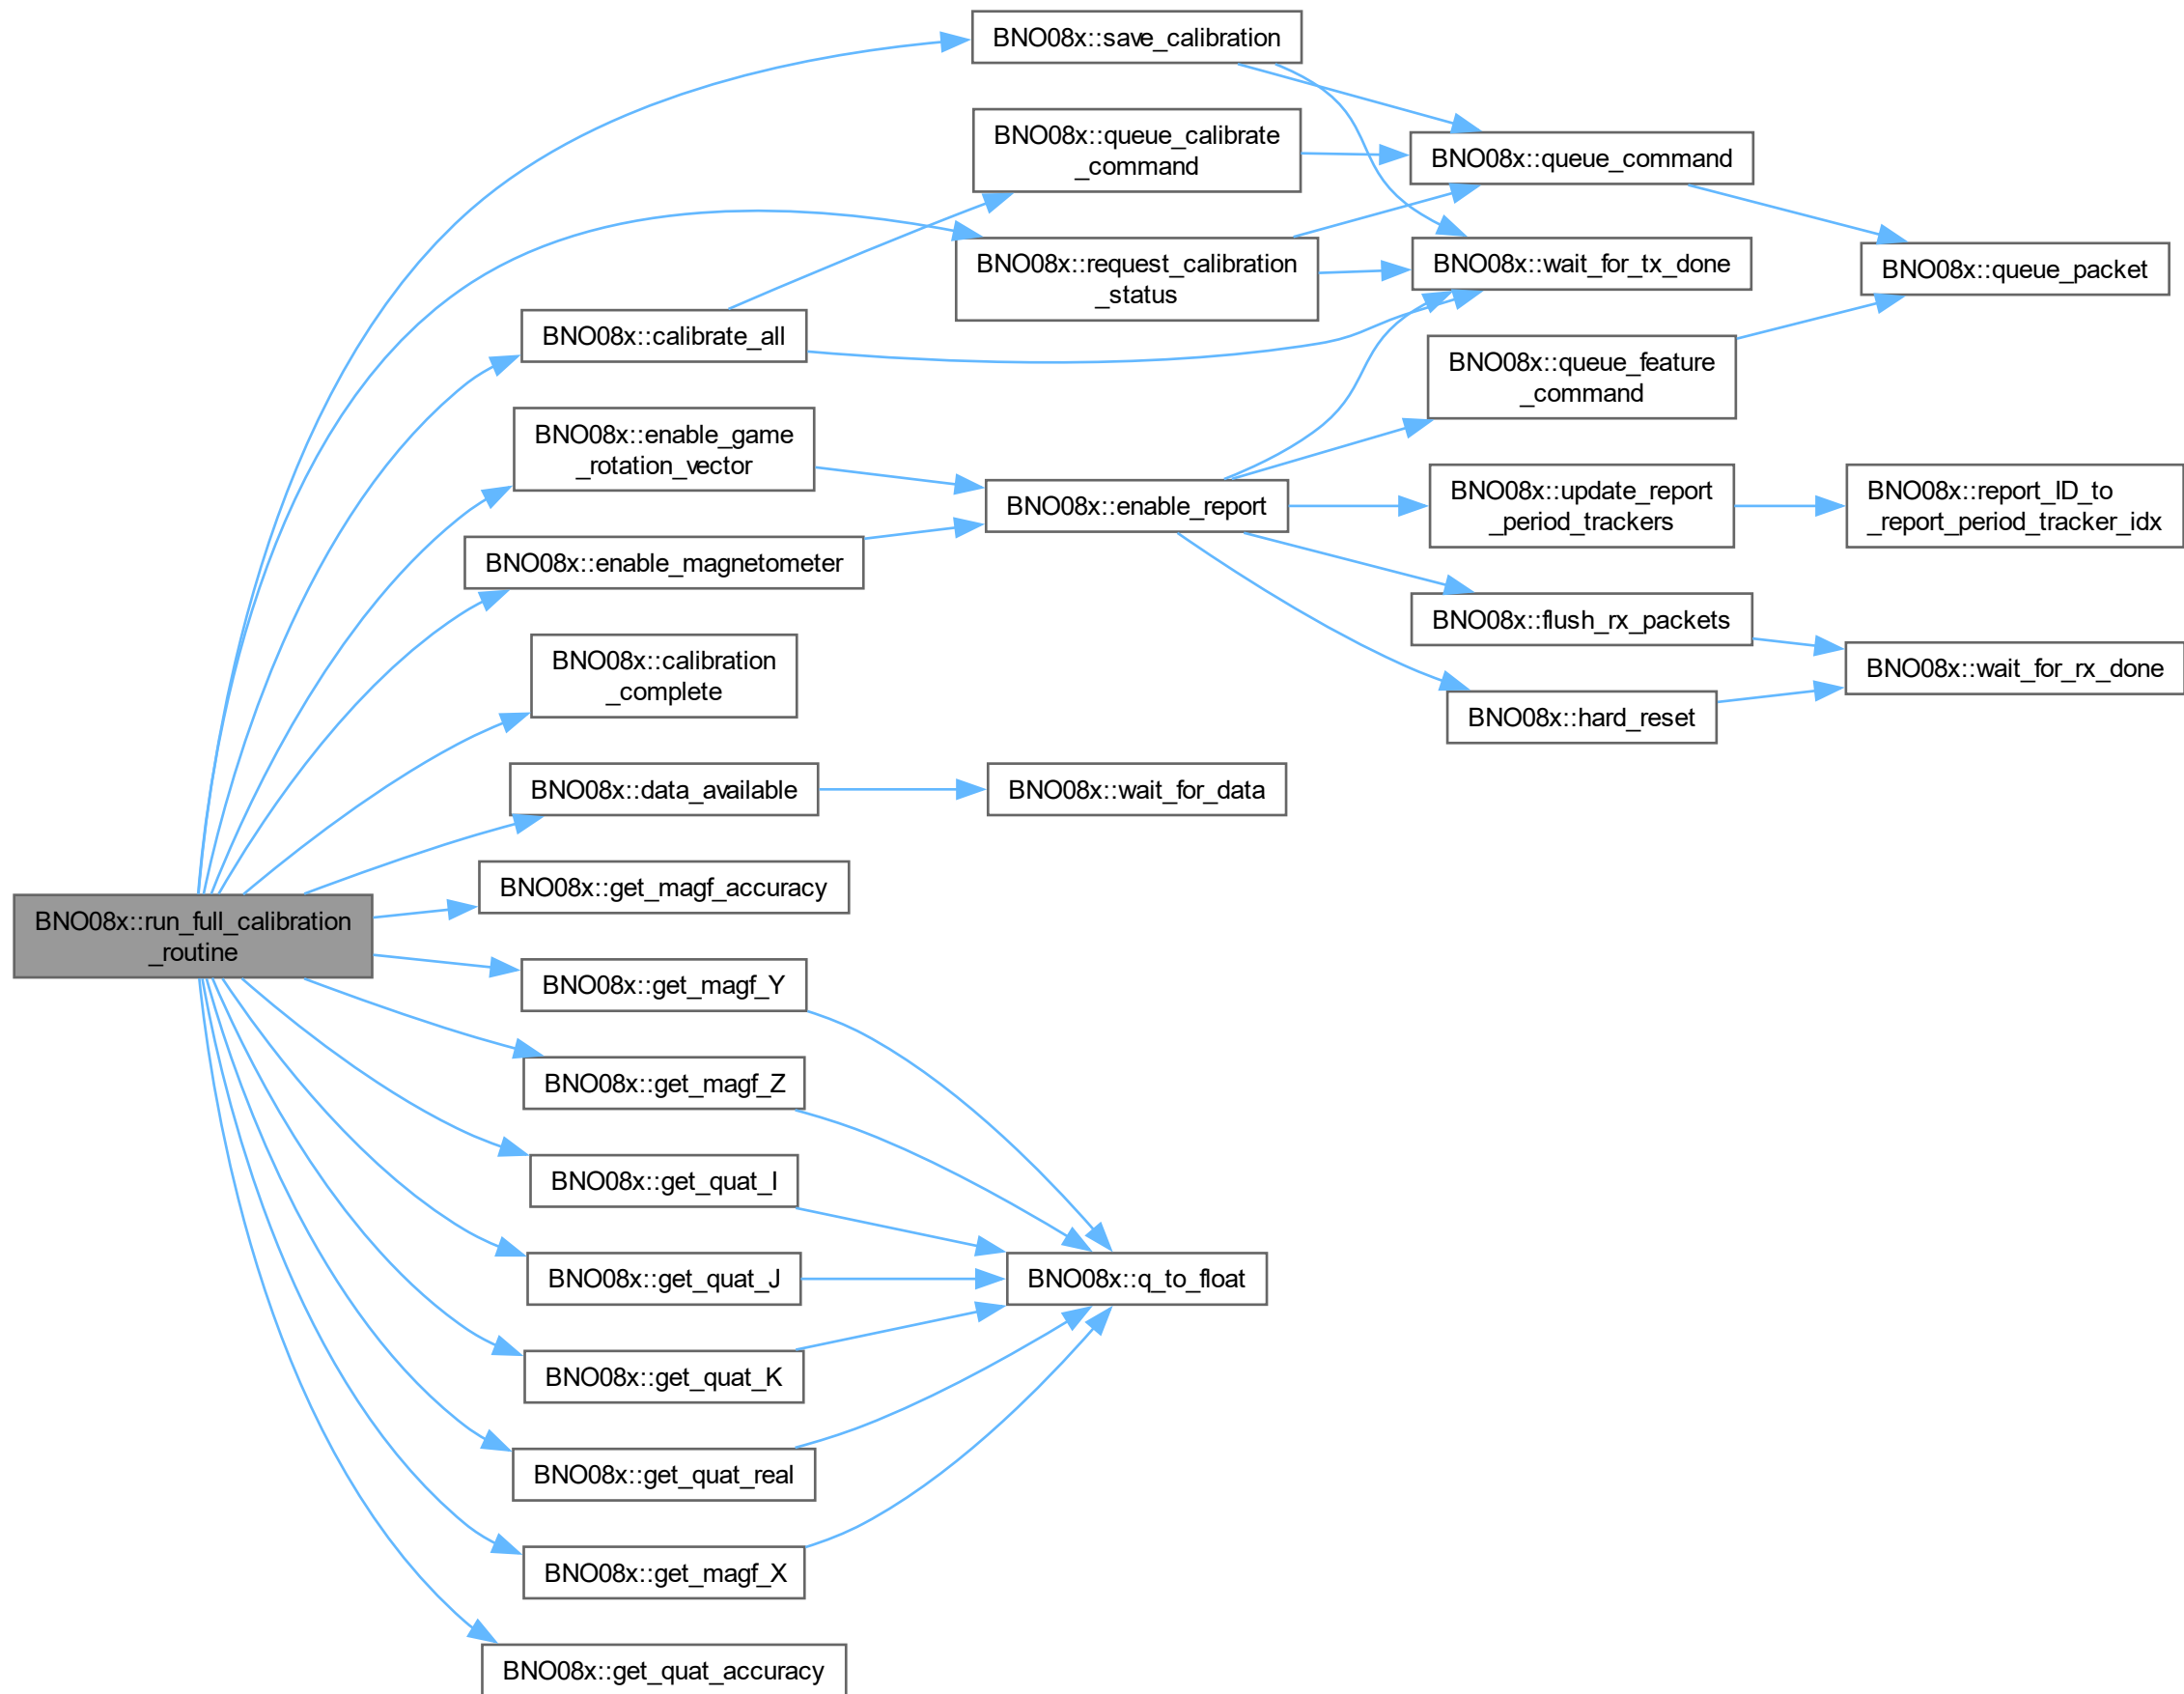 BNO08x::save_calibration
BNO08x::queue_calibrate
_command
BNO08x::queue_command
BNO08x::request_calibration
_status
BNO08x::wait_for_tx_done
BNO08x::queue_packet
BNO08x::calibrate_all
BNO08x::queue_feature
_command
BNO08x::enable_game
_rotation_vector
BNO08x::enable_report
BNO08x::update_report
_period_trackers
BNO08x::report_ID_to
_report_period_tracker_idx
BNO08x::enable_magnetometer
BNO08x::flush_rx_packets
BNO08x::wait_for_rx_done
BNO08x::calibration
_complete
BNO08x::hard_reset
BNO08x::data_available
BNO08x::wait_for_data
BNO08x::get_magf_accuracy
BNO08x::run_full_calibration
_routine
BNO08x::get_magf_Y
BNO08x::get_magf_Z
BNO08x::get_quat_I
BNO08x::get_quat_J
BNO08x::q_to_float
BNO08x::get_quat_K
BNO08x::get_quat_real
BNO08x::get_magf_X
BNO08x::get_quat_accuracy